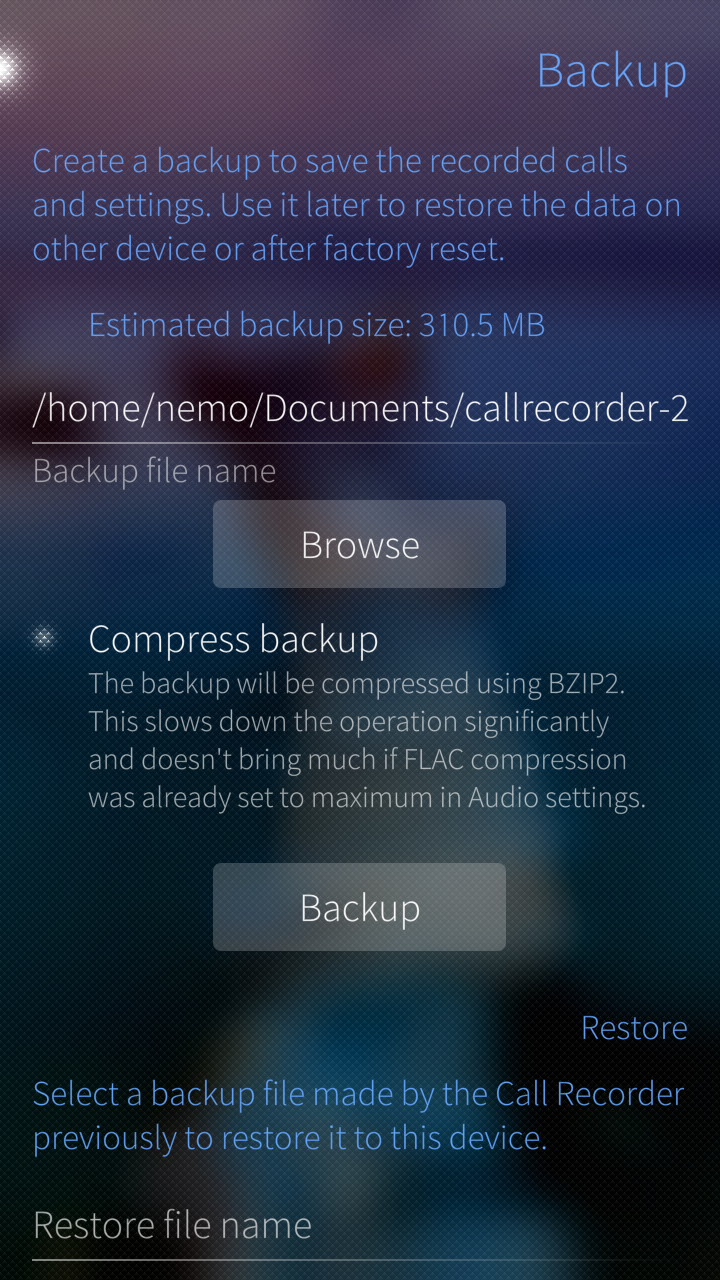 Backup
Create a backup to save the recorded calls
and settings. Use it later to restore the data on
other device or after factory reset.
Estimated backup size: 310.5 MB
/home/nemo/Documents/callrecorder-2
Backup file name
Browse
Compress backup
The backup will be compressed using BZIP2.
This slows down the operation significantly
and doesn't bring much if FLAC compression
was already set to maximum in Audio settings.
Backup
Restore
Select a backup file made by the Call Recorder
previously to restore it to this device.
Restore file name